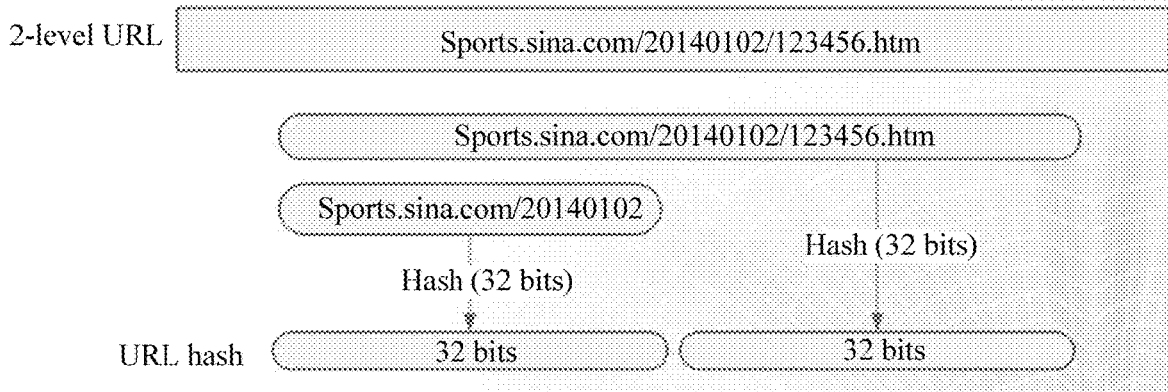 2-level URL
Sports.sina.com/20140102/123456.htm
Sports.sina.com/20140102/123456.htm
Sports.sina.com/20140102
Hash (32 bits)
Hash (32 bits)
URL hash
32 bits
32 bits